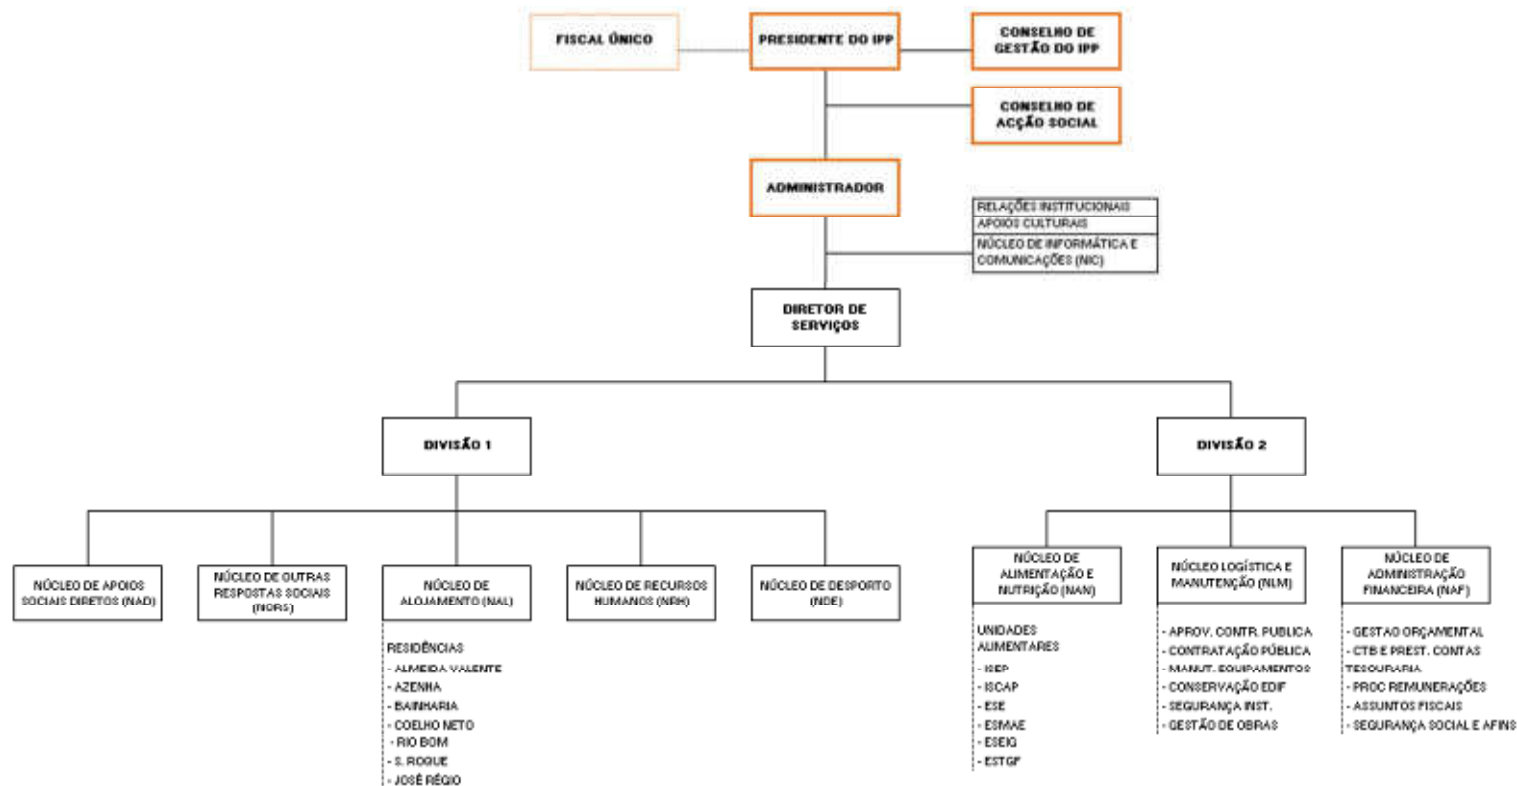 FISCAL ÚNICO
PRESIDENTE DO IPP
CONSELHO DE
GESTÃO DO IPP
CONSELHO DE
ACÇÃO SOCIAL
ADMINISTRADOR
RELAÇÕES INSTITUCIONAIS
APOIOS CULTURAIS
NÚCLEO DE INFORMÁTICA E
COMUNICAÇÕES (NIC)
DIRETOR DE
SERVIÇOS
DIVISÃO 1
DIVISÃO 2
NÚCLEO DE APOIOS
SOCIAIS DIRETOS (NAD)
NÚCLEO DE OUTRAS
RESPOSTAS SOCIAIS
(NORS)
NÚCLEO DE
ALOJAMENTO (NAL)
RESIDÊNCIAS
- ALMEIDA VALENTE
- AZENHA
- BAINHARIA
- COELHO NETO
- RIO BOM
- S. ROQUE
- JOSÉ RÉGIO
NÚCLEO DE RECURSOS
HUMANOS (NRH)
NÚCLEO DE DESPORTO
(NDE)
NÚCLEO DE
ALIMENTAÇÃO E
NUTRIÇÃO (NAN)
UNIDADES
ALIMENTARES
- ISEP
- ISCAP
- ESE
- ESMAE
- ESEIG
- ESTGF
NÚCLEO LOGÍSTICA E
MANUTENÇÃO (NLM)
- APROV. CONTR. PUBLICA
- CONTRATAÇÃO PÚBLICA
- MANUT. EQUIPAMENTOS
- CONSERVAÇÃO EDIF
- SEGURANÇA INST.
- GESTÃO DE OBRAS
NÚCLEO DE
ADMINISTRAÇÃO
FINANCEIRA (NAF)
- GESTAO ORÇAMENTAL
- CTB E PREST. CONTAS
TESOURARIA
- PROC REMUNERAÇÕES
- ASSUNTOS FISCAIS
- SEGURANÇA SOCIAL E AFINS